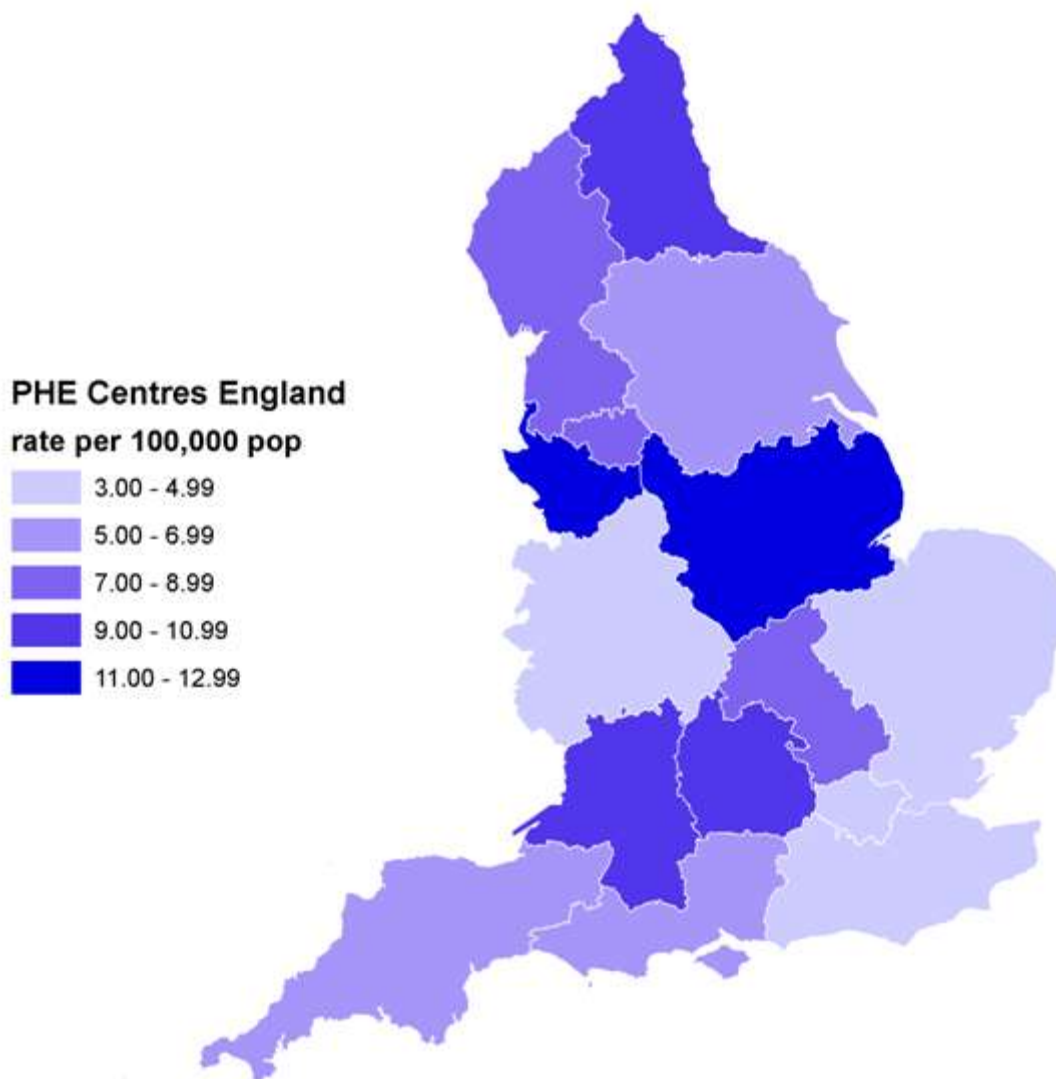 PHE Centres England
rate per 100,000 pop
3.00 - 4.99
5.00 - 6.99
7.00 - 8.99
9.00 - 10.99
11.00 - 12.99